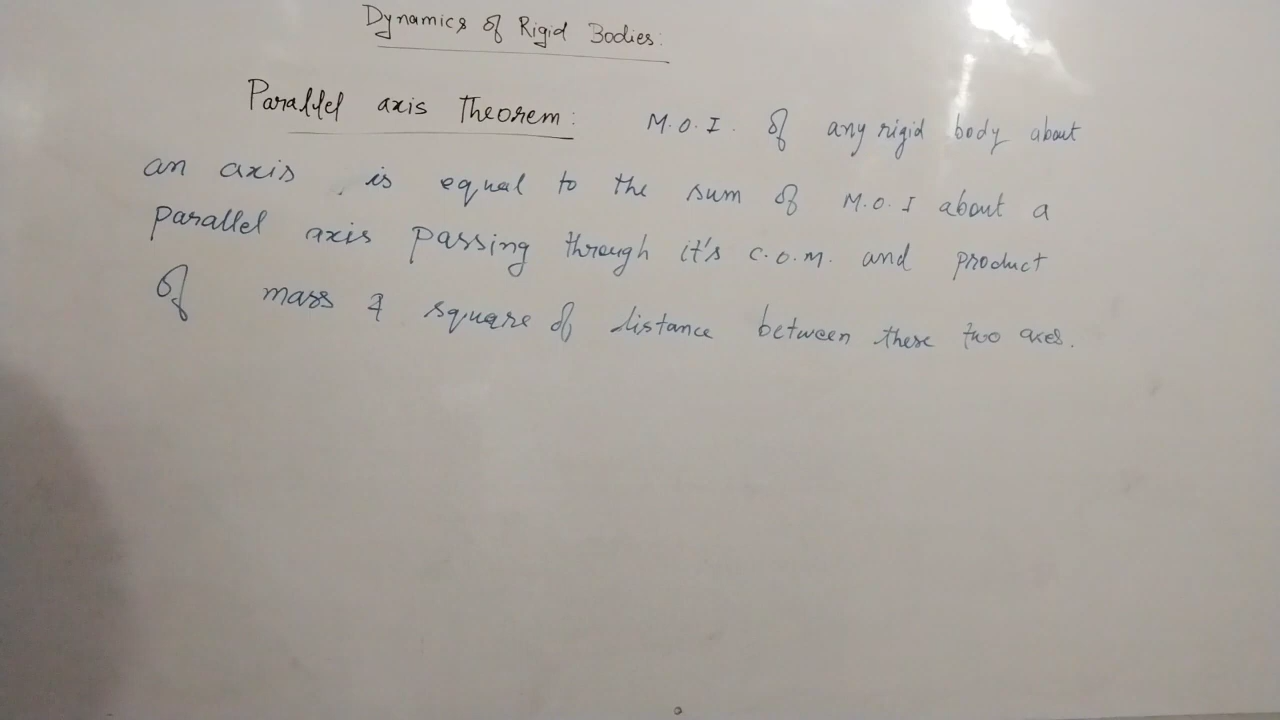 Dynamics of Rigid Bodies:
Parallel axis Theorem: M.O.I. of any rigid body about
an axis, is equal to the sum of M.O.I about a
parallel axis passing through it's C.O.M. and product
of mass & square of distance between these two axes.